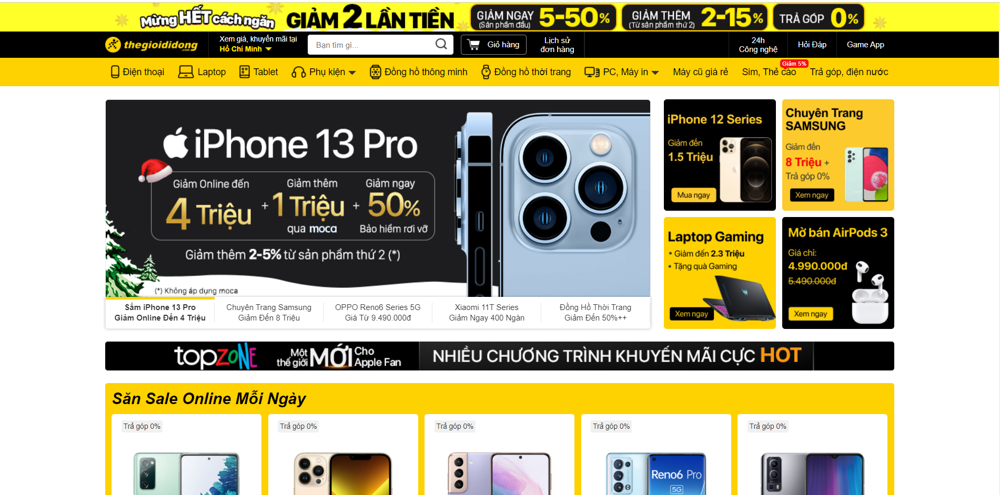 Mừng HẾT cách ngăn
GIẢM 2 LẦN TIỀN
GIẢM NGAY
(Sản phẩm đầu)
5-50%
GIẢM THÊM
(Từ sản phẩm thứ 2)
2-15%
TRẢ GÓP 0%
thegioididong
.com
Xem giá, khuyến mãi tại
Hồ Chí Minh
Bạn tìm gì...
Giỏ hàng
Lịch sử
đơn hàng
24h
Công nghệ
Hỏi Đáp
Game App
Điện thoại
Laptop
Tablet
Phụ kiện
Đồng hồ thông minh
Đồng hồ thời trang
PC, Máy in
Máy cũ giá rẻ
Giảm 5%
Sim, Thẻ cào
Trả góp, điện nước
iPhone 13 Pro
Giảm Online đến
4 Triệu
+
Giảm thêm
1 Triệu
qua moca
+
Giảm ngay
50%
Bảo hiểm rơi vỡ
Giảm thêm 2-5% từ sản phẩm thứ 2 (*)
(*) Không áp dụng moca
Sắm iPhone 13 Pro
Giảm Online Đến 4 Triệu
Chuyên Trang Samsung
Giảm Đến 8 Triệu
OPPO Reno6 Series 5G
Giá Từ 9.490.000đ
Xiaomi 11T Series
Giảm Ngay 400 Ngàn
Đồng Hồ Thời Trang
Giảm Đến 50%++
iPhone 12 Series
Giảm đến
1.5 Triệu
Mua ngay
Chuyên Trang
SAMSUNG
Giảm đến
8 Triệu +
Trả góp 0%
Xem ngay
Laptop Gaming
• Giảm đến 2.3 Triệu
• Tặng quà Gaming
Xem ngay
Mở bán AirPods 3
Giá chỉ:
4.990.000đ
5.490.000đ
Xem ngay
topZONE
Một
thế giới
MỚI
Cho
Apple Fan
NHIỀU CHƯƠNG TRÌNH KHUYẾN MÃI CỰC HOT
Săn Sale Online Mỗi Ngày
Trả góp 0%
Trả góp 0%
Trả góp 0%
Trả góp 0%
Trả góp 0%
Reno6 Pro
5G